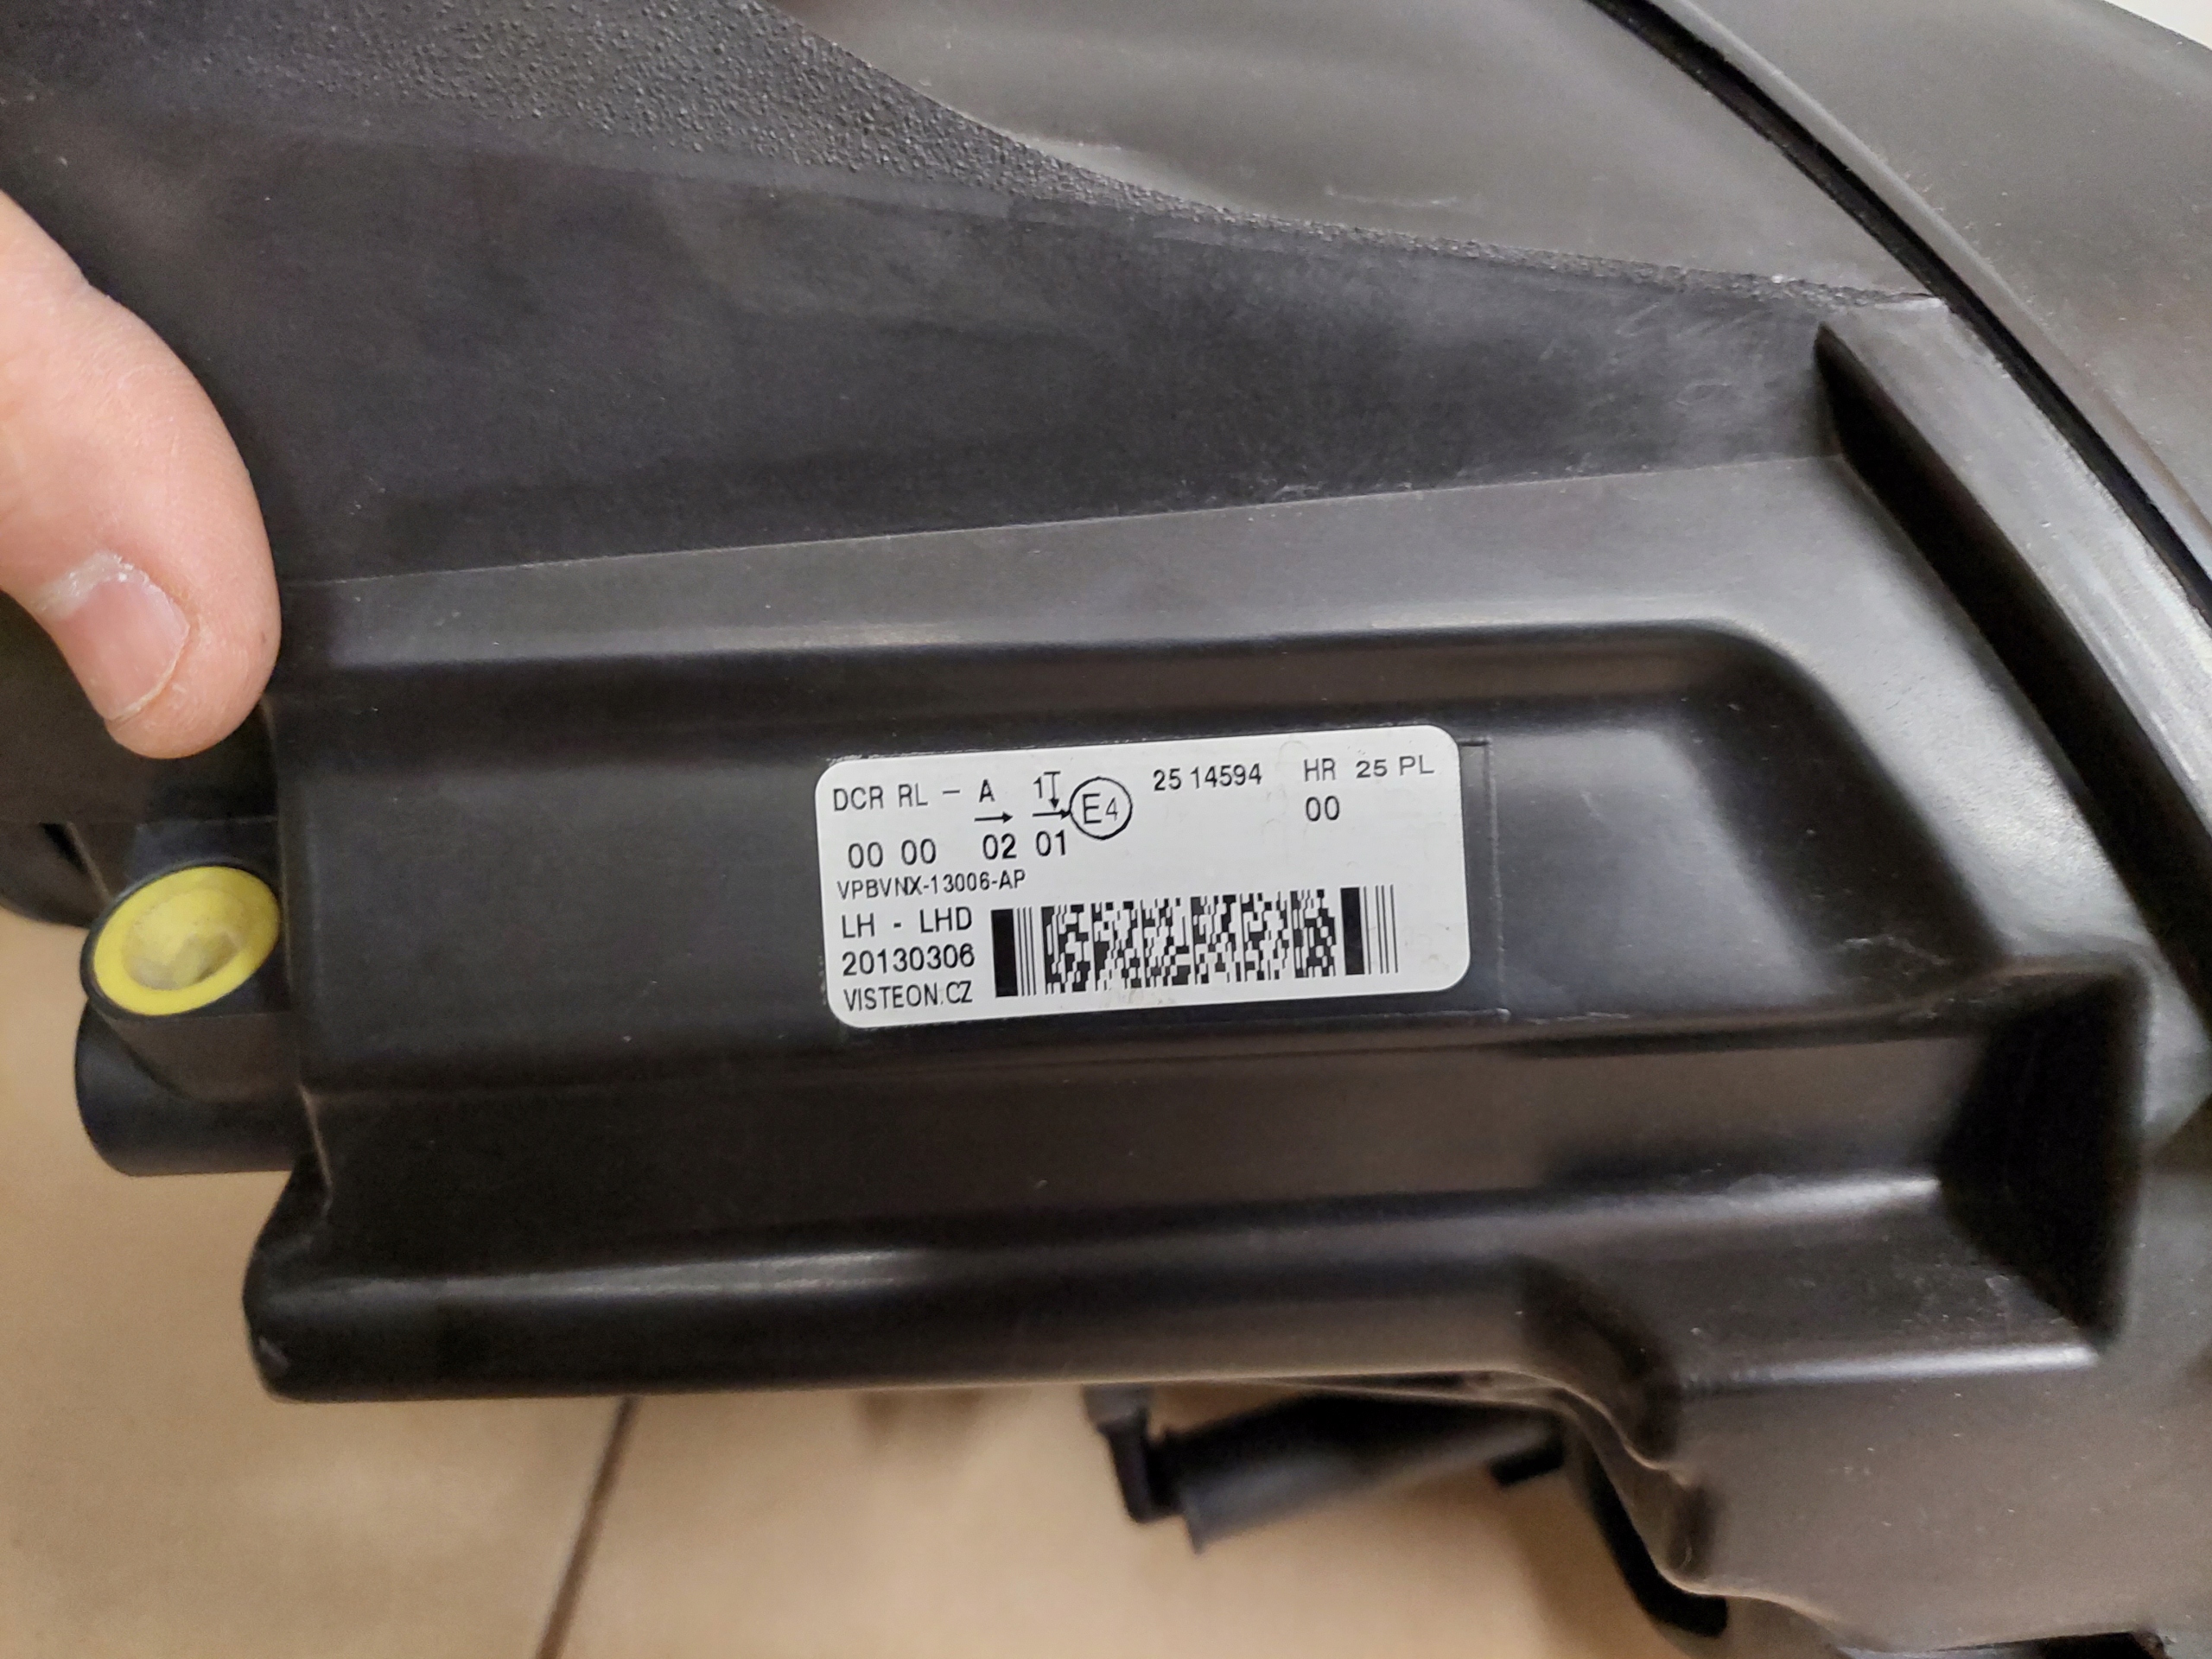 DCR RL - A 1T E4 25 14594 HR 25 PL
00 00 02 01 00
VPBVNX-13006-AP
LH - LHD
20130306
VISTEON.CZ